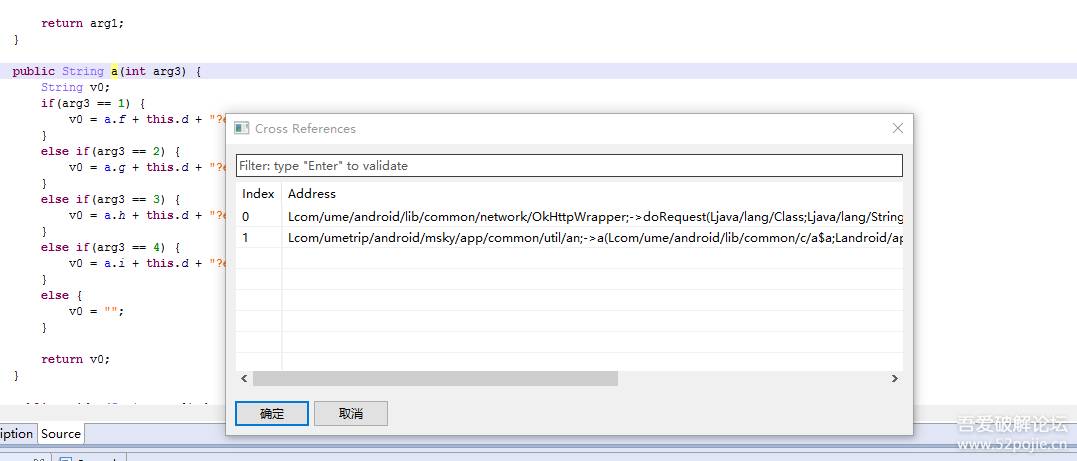 return arg1;
}
public String a(int arg3) {
String v0;
if(arg3 == 1) {
v0 = a.f + this.d + "?
}
else if(arg3 == 2) {
v0 = a.g + this.d + "?
}
else if(arg3 == 3) {
v0 = a.h + this.d + "?
}
else if(arg3 == 4) {
v0 = a.i + this.d + "?
}
else {
v0 = "";
}
return v0;
}
Cross References
Filter: type "Enter" to validate
Index Address
0 Lcom/ume/android/lib/common/network/OkHttpWrapper;->doRequest(Ljava/lang/Class;Ljava/lang/String
1 Lcom/umetrip/android/msky/app/common/util/an;->a(Lcom/ume/android/lib/common/c/a$a;Landroid/ap
确定 取消
iption Source
吾爱破解论坛
www.52pojie.cn